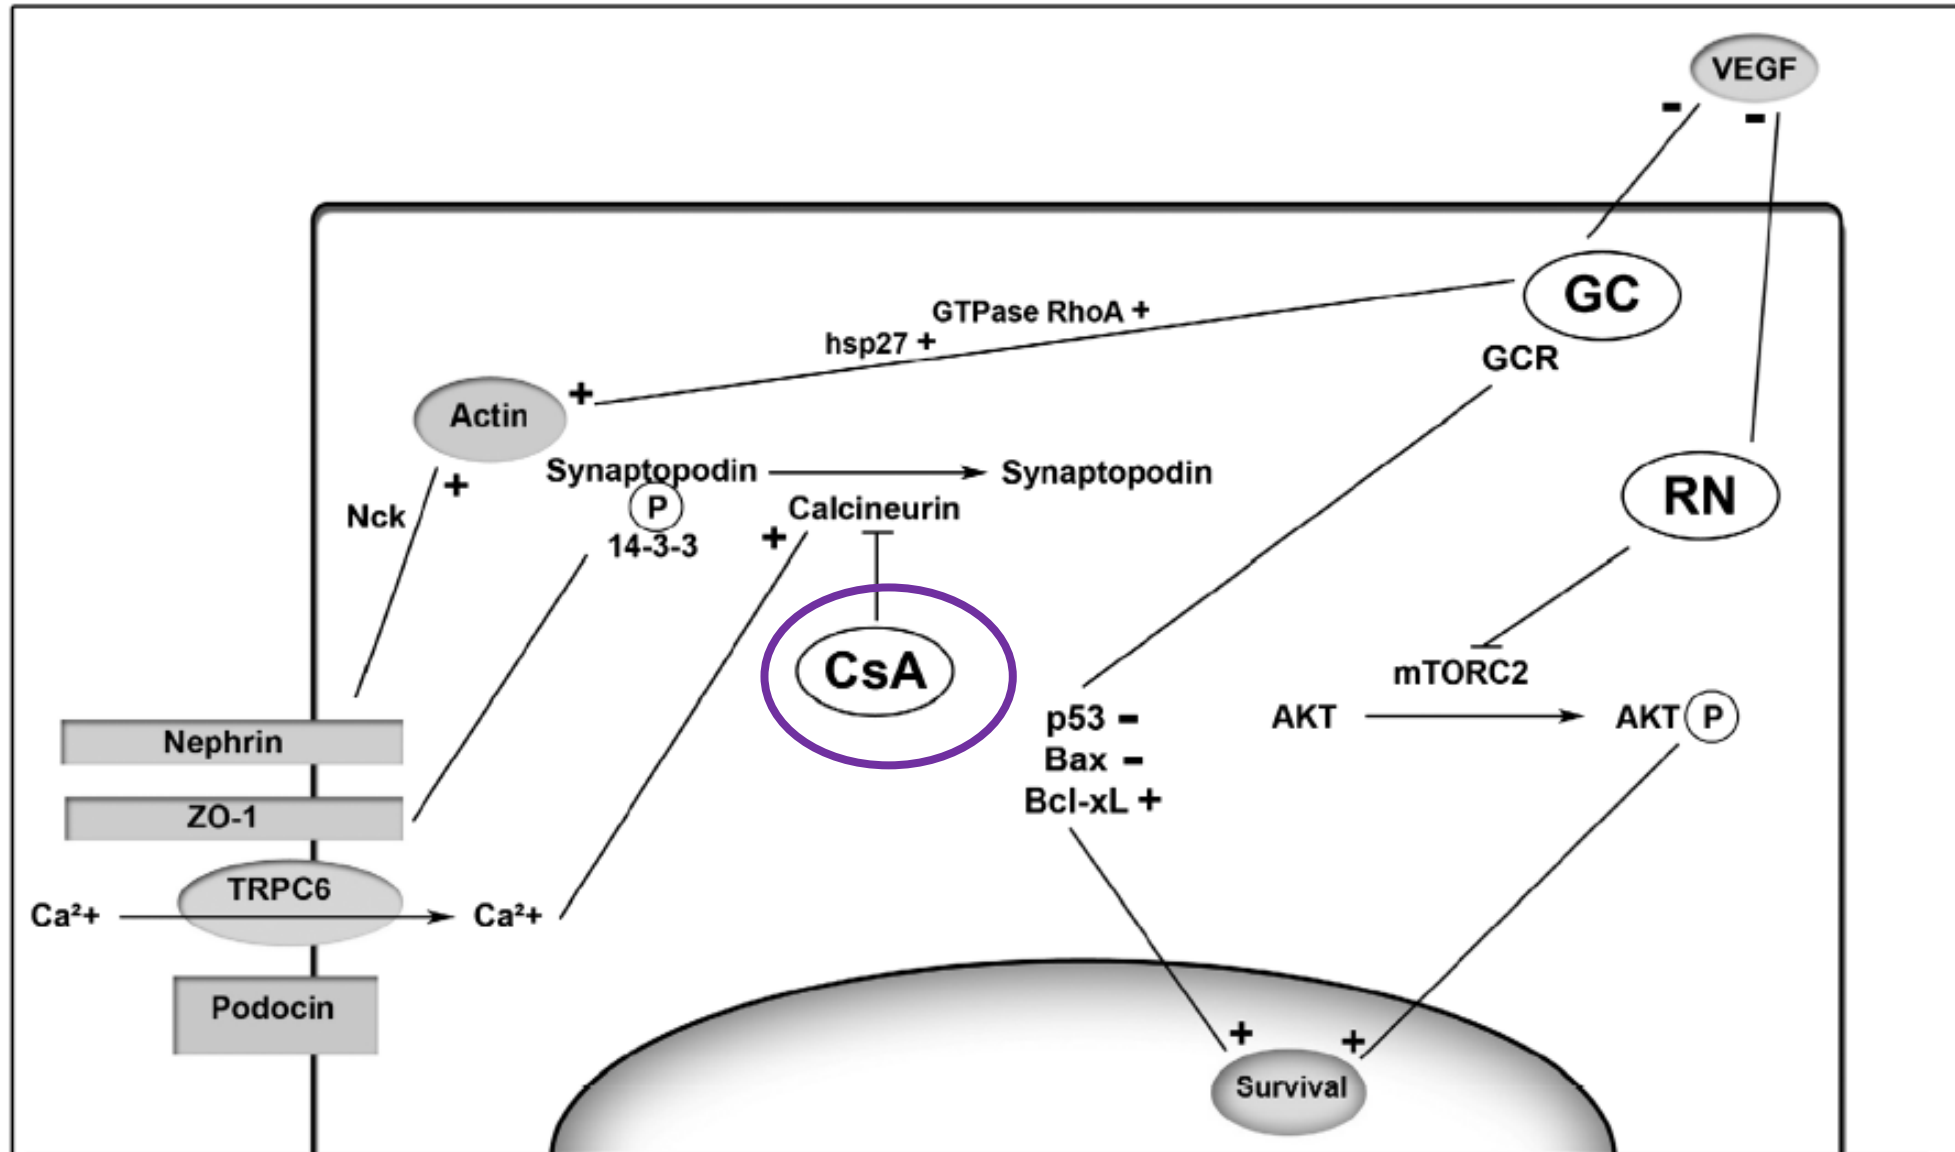 VEGF
-
-
GC
GTPase RhoA +
hsp27 +
GCR
+
Actin
Synaptopodin
Synaptopodin
+
P
Calcineurin
RN
Nck
+
14-3-3
CsA
mTORC2
p53 -
AKT
AKT P
Nephrin
Bax -
Bcl-xL +
ZO-1
TRPC6
Ca²+
Ca²+
Podocin
+
+
Survival